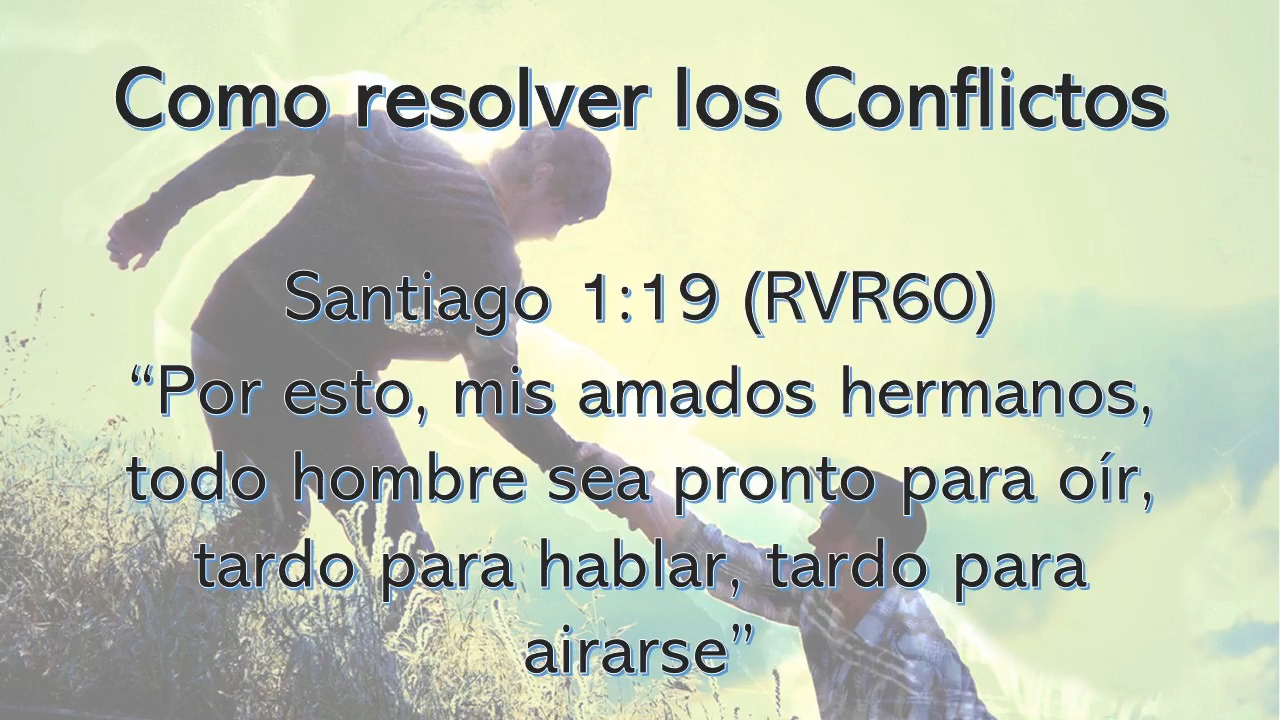 Como resolver los Conflictos
Santiago 1:19 (RVR60)
“Por esto, mis amados hermanos,
todo hombre sea pronto para oír,
tardo para hablar, tardo para
airarse”